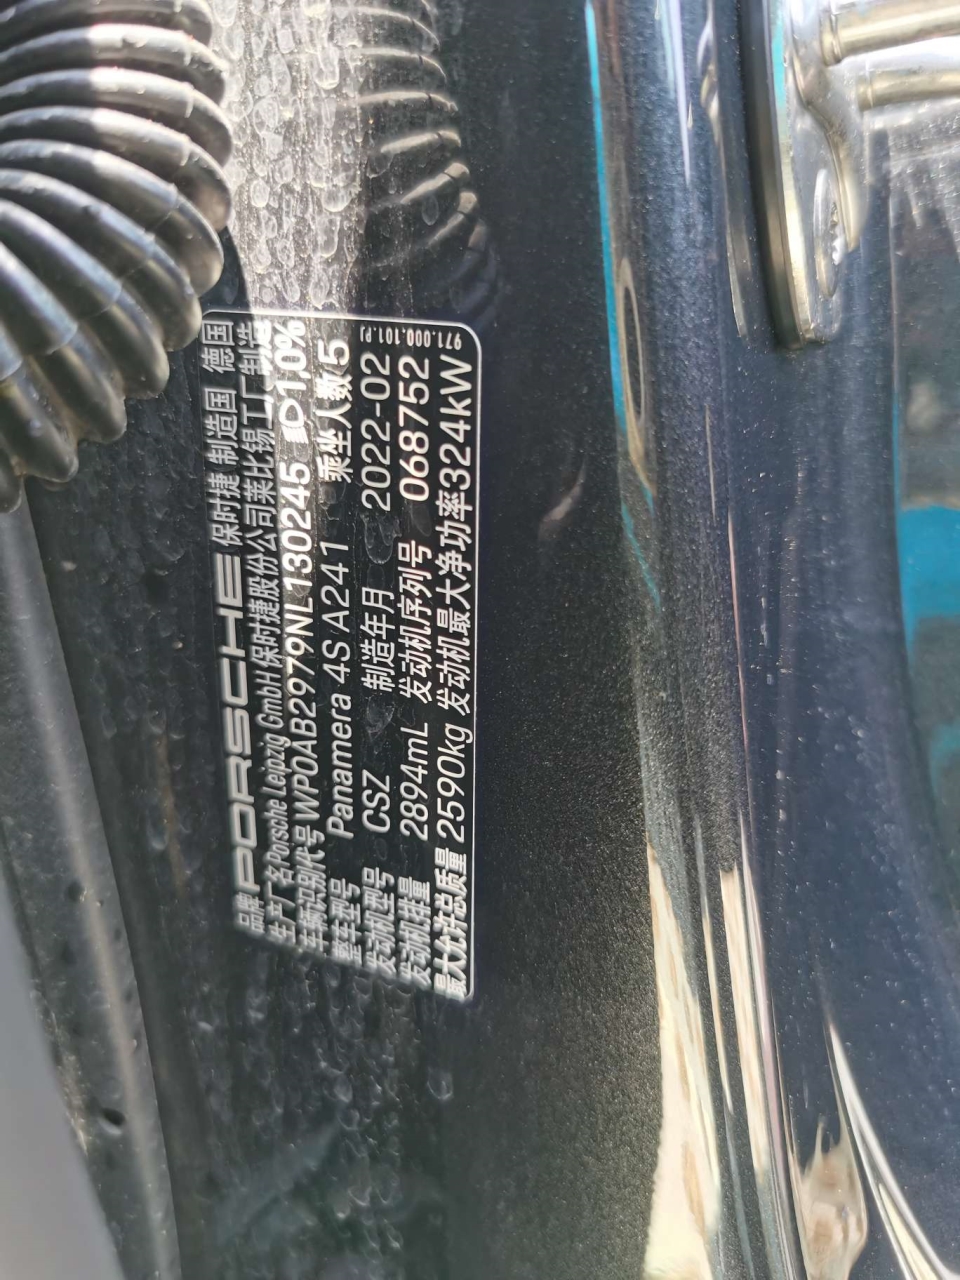 品牌 PORSCHE 保时捷 制造国 德国
生产厂名 Porsche Leipzig GmbH 保时捷股份公司莱比锡工厂制造
车辆识别代号 WP0AB2979NL130245 10%
整车型号 Panamera 4S A241 乘坐人数 5
发动机型号 CSZ 制造年月 2022-02
发动机排量 2894mL 发动机序列号 068752
最大允许总质量 2590kg 发动机最大净功率 324kW
971.000.101.PJ